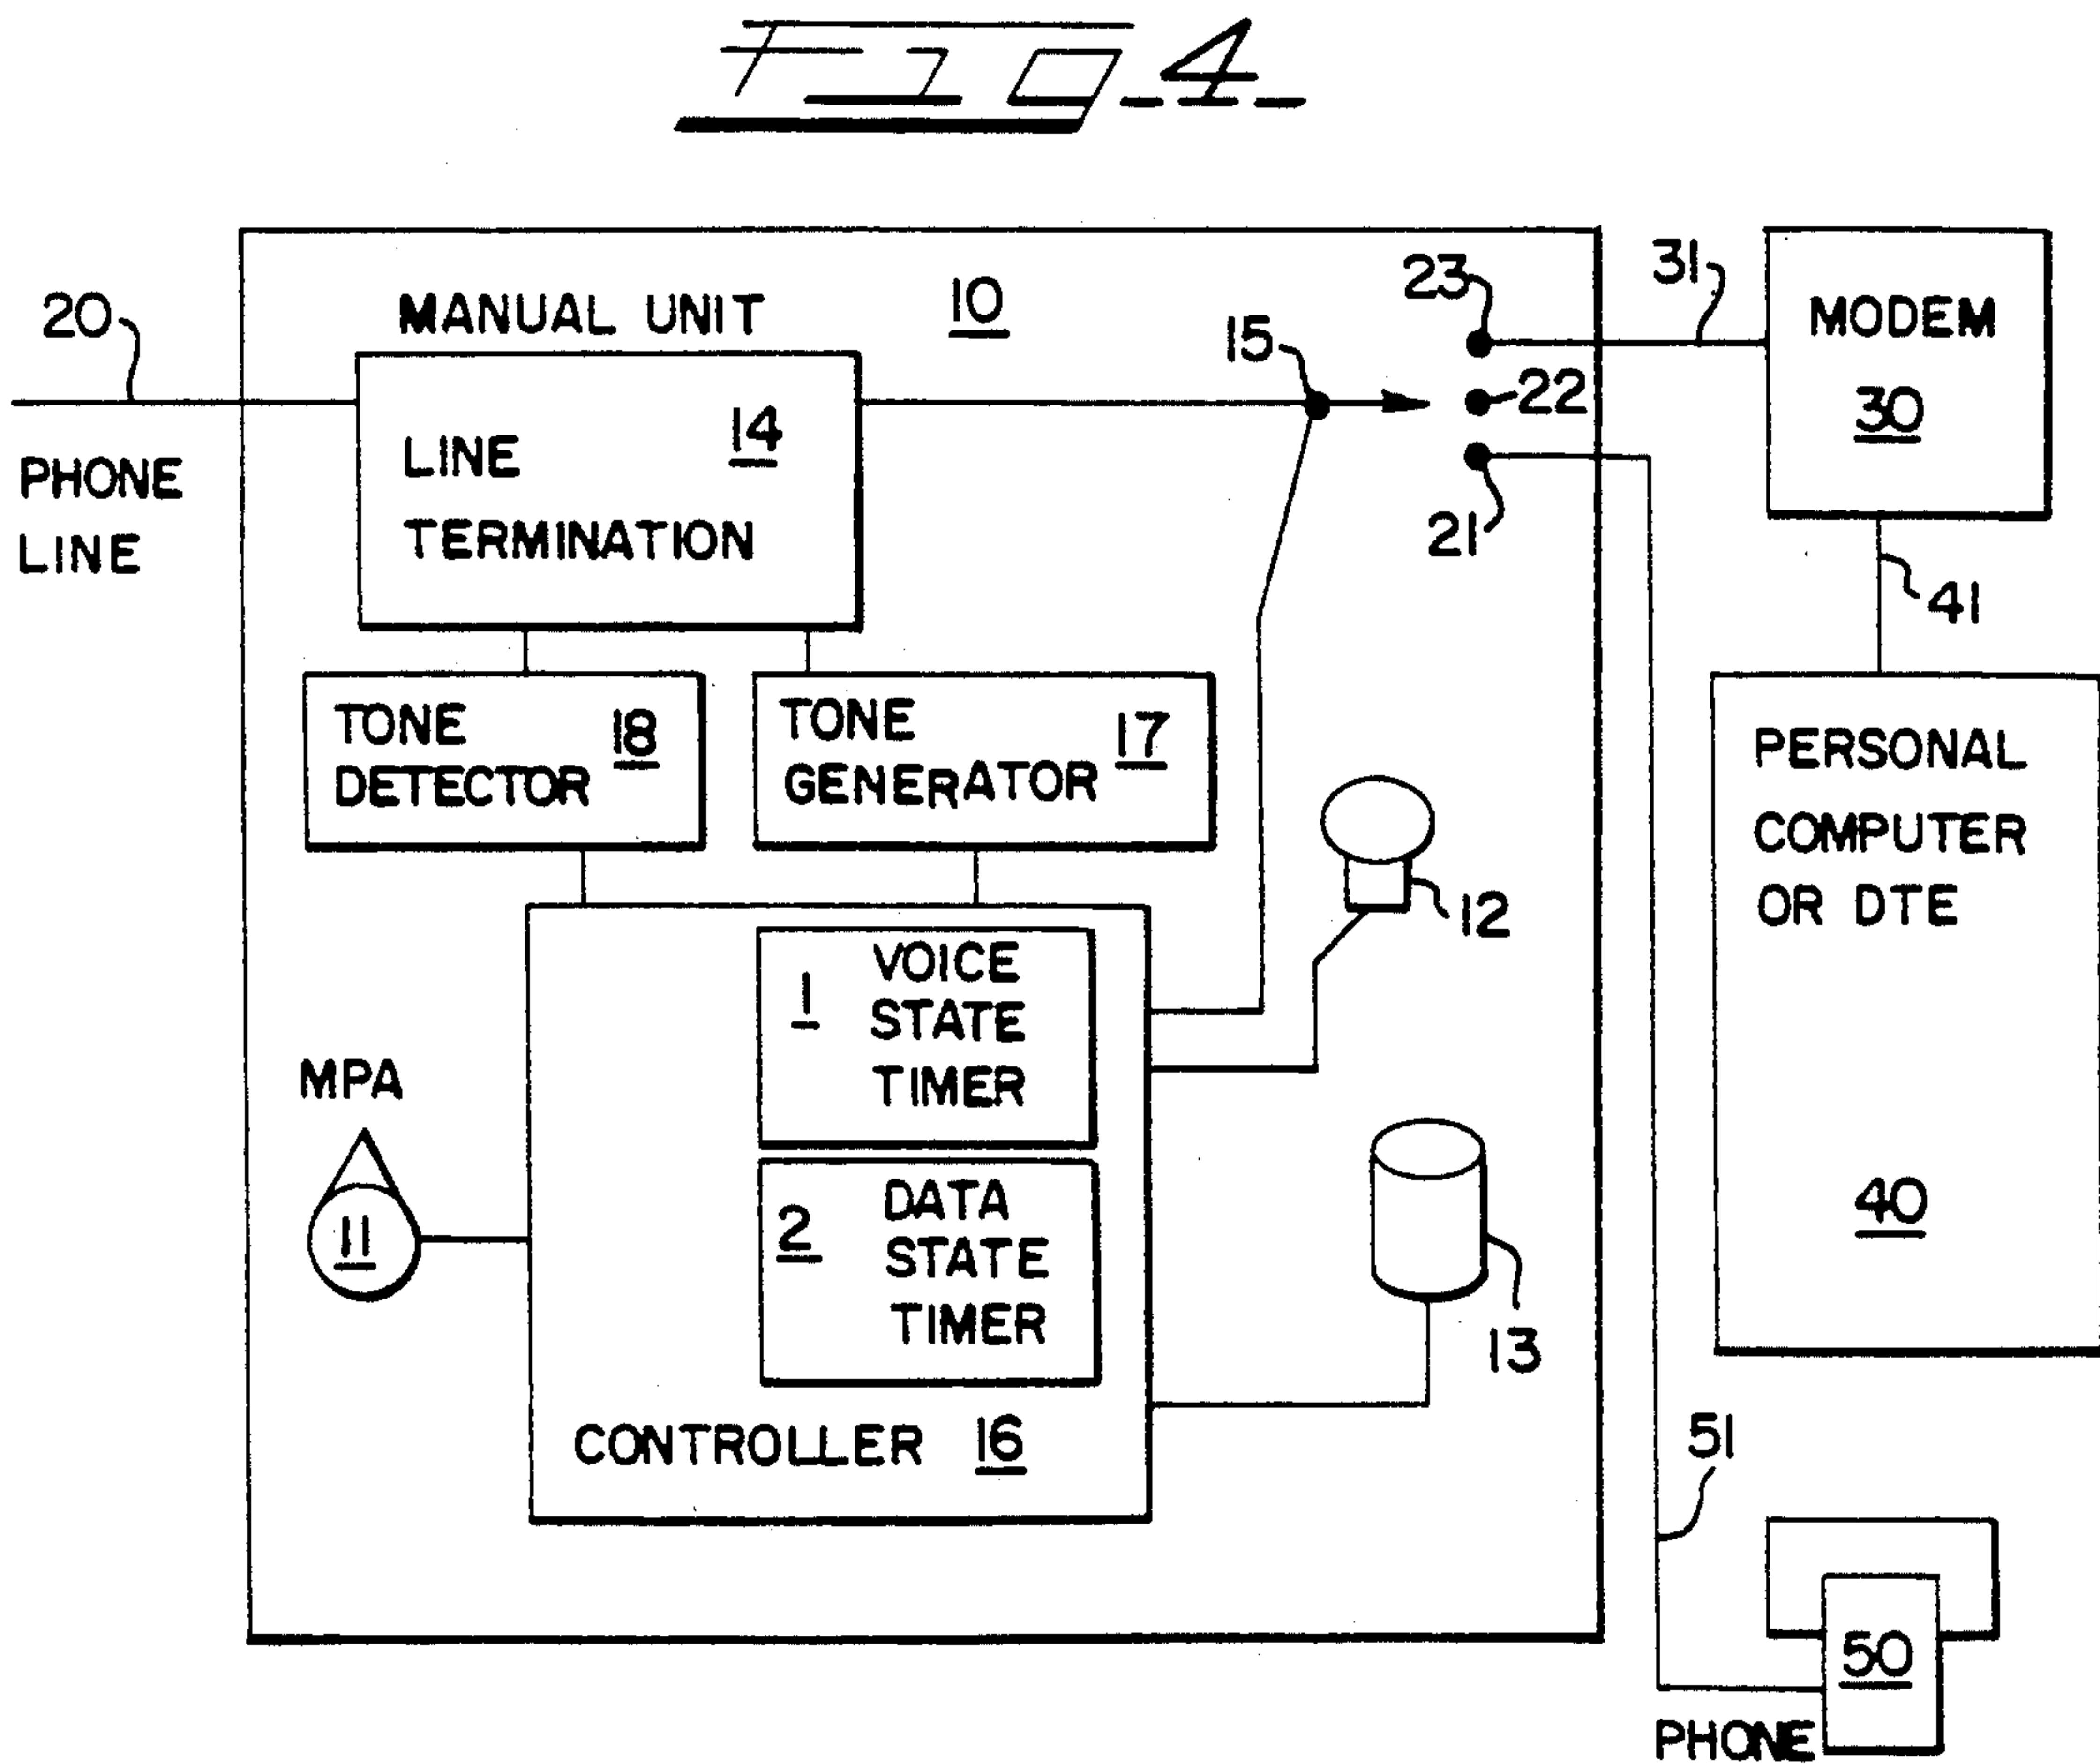 FIG. 4
MANUAL UNIT 10
20
PHONE
LINE
LINE
TERMINATION
14
15
23
22
21
31
MODEM
30
41
TONE
DETECTOR
18
TONE
GENERATOR
17
12
PERSONAL
COMPUTER
OR DTE
40
1
VOICE
STATE
TIMER
MPA
11
2
DATA
STATE
TIMER
13
CONTROLLER 16
51
50
PHONE